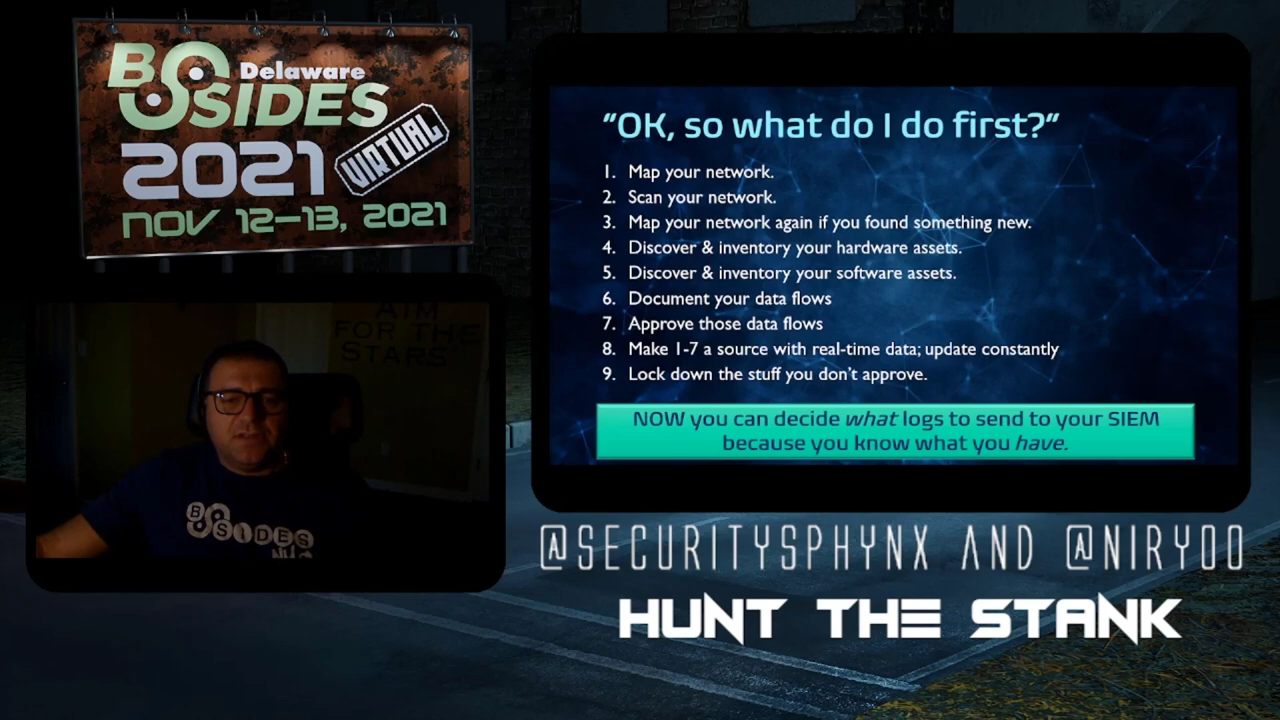 BSIDES
Delaware
2021
VIRTUAL
NOV 12-13, 2021
AIM
FOR THE
STARS
BSIDES
"OK, so what do I do first?"
1. Map your network.
2. Scan your network.
3. Map your network again if you found something new.
4. Discover & inventory your hardware assets.
5. Discover & inventory your software assets.
6. Document your data flows
7. Approve those data flows
8. Make 1-7 a source with real-time data; update constantly
9. Lock down the stuff you don't approve.
NOW you can decide what logs to send to your SIEM
because you know what you have.
@SECURITYSPHYNX AND @NIRYOO
HUNT THE STANK